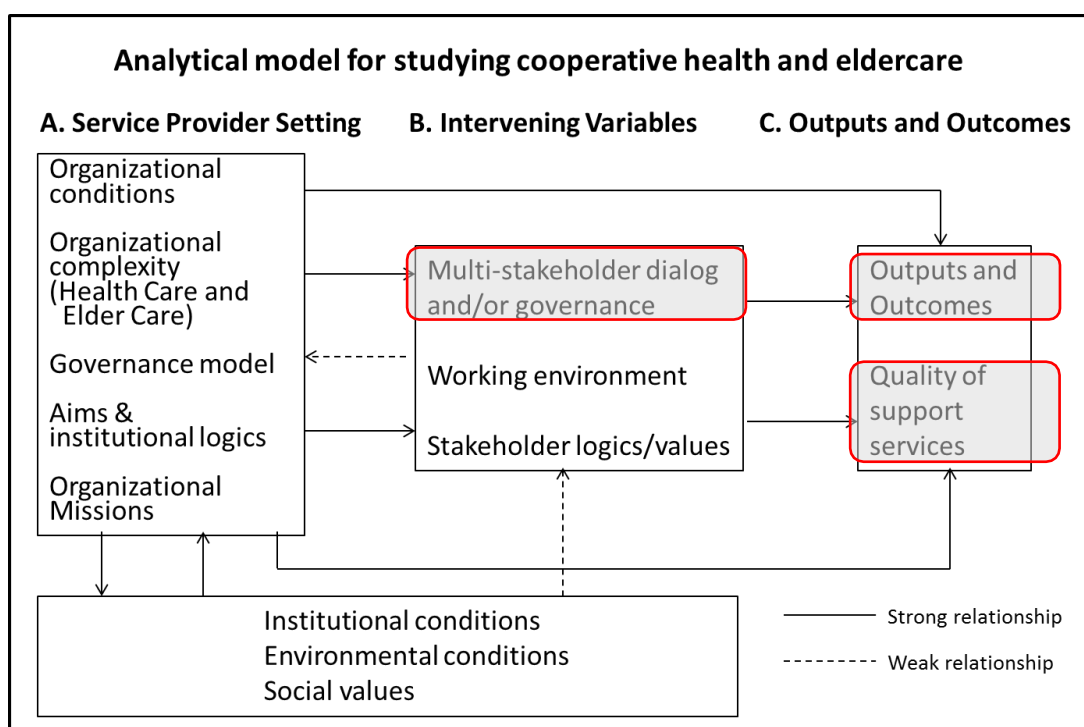 Analytical model for studying cooperative health and eldercare
A. Service Provider Setting
B. Intervening Variables
C. Outputs and Outcomes
Organizational
conditions
Organizational
complexity
(Health Care and
Elder Care)
Governance model
Aims &
institutional logics
Organizational
Missions
Multi-stakeholder dialog
and/or governance
Working environment
Stakeholder logics/values
Outputs and
Outcomes
Quality of
support
services
Institutional conditions
Environmental conditions
Social values
Strong relationship
Weak relationship